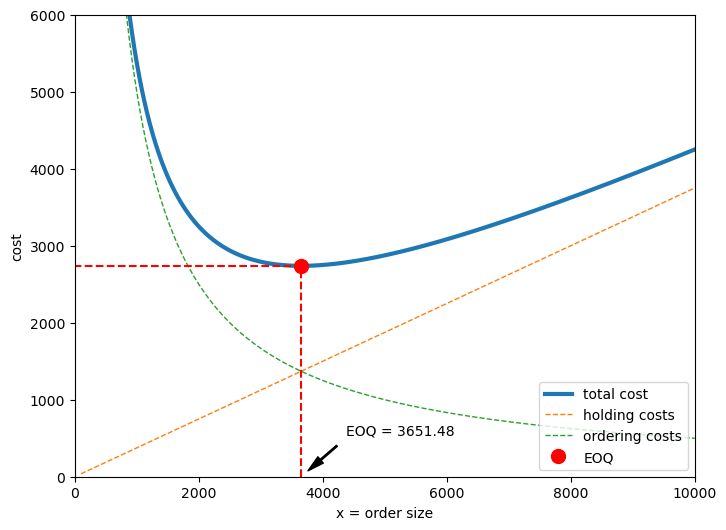 6000
5000
4000
3000
2000
1000
0
cost
EOQ = 3651.48
total cost
holding costs
ordering costs
EOQ
0 2000 4000 6000 8000 10000
x = order size